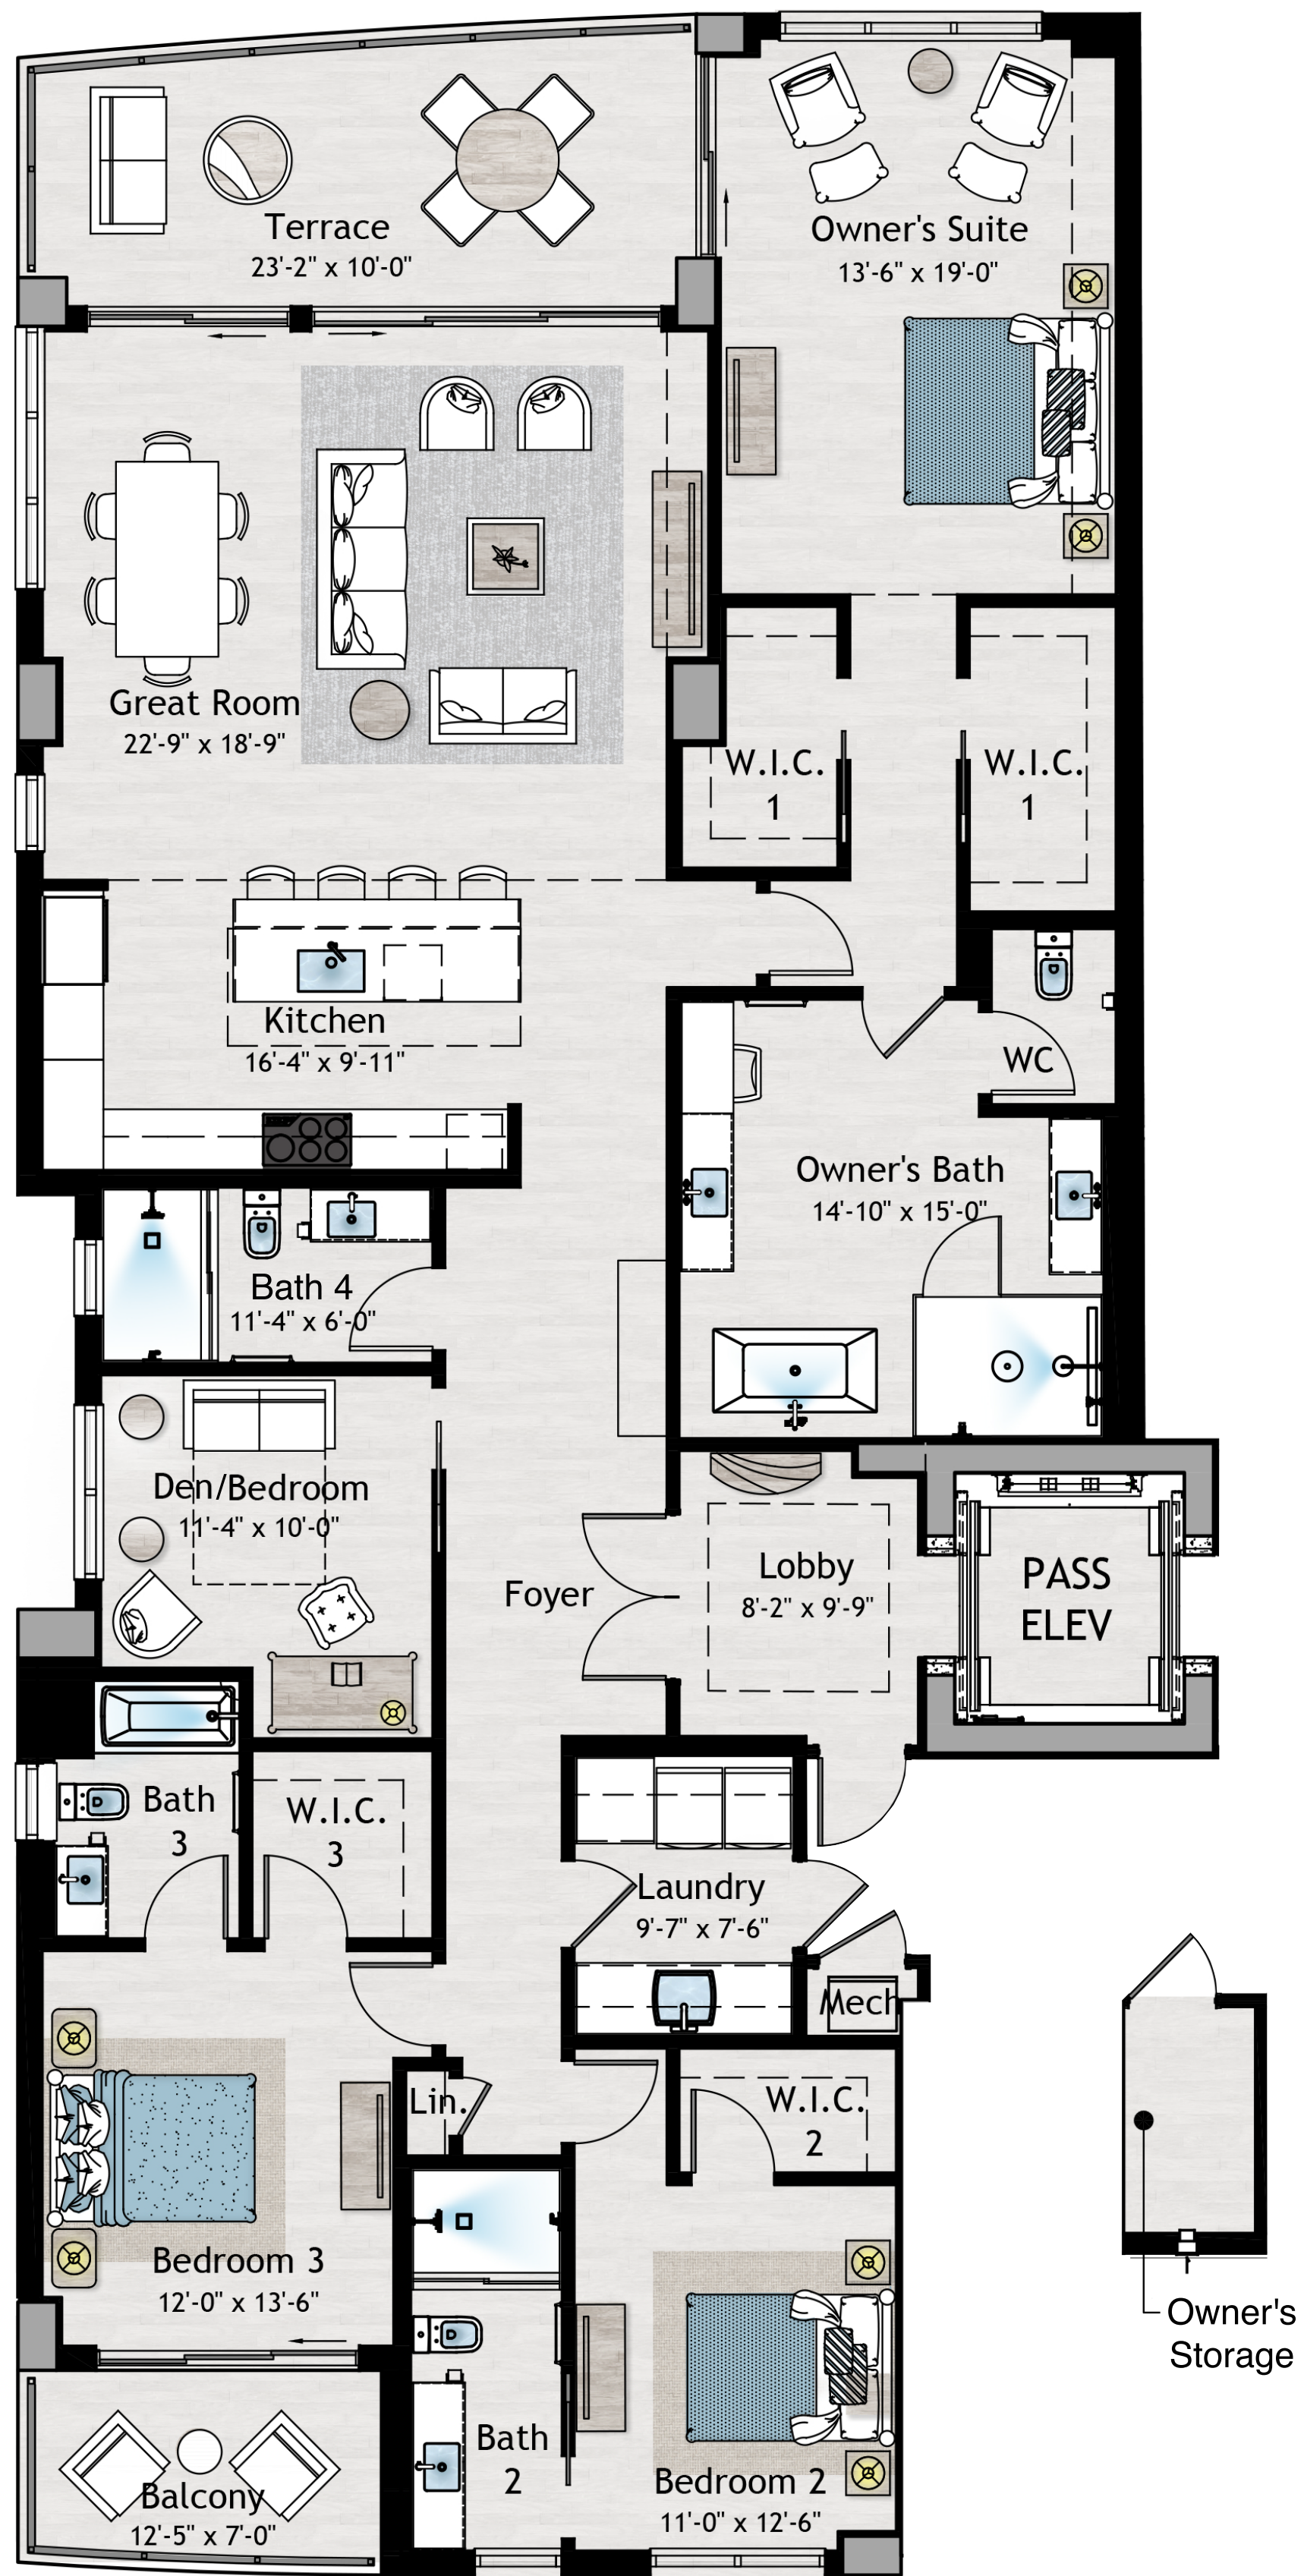 Terrace
23'-2" x 10'-0"
Owner's Suite
13'-6" x 19'-0"
Great Room
22'-9" x 18'-9"
W.I.C.
1
W.I.C.
1
Kitchen
16'-4" x 9'-11"
WC
Owner's Bath
14'-10" x 15'-0"
Bath 4
11'-4" x 6'-0"
Den/Bedroom
11'-4" x 10'-0"
Foyer
Lobby
8'-2" x 9'-9"
PASS
ELEV
Bath
3
W.I.C.
3
Laundry
9'-7" x 7'-6"
Mech
Lin.
W.I.C.
2
Bedroom 3
12'-0" x 13'-6"
Owner's
Storage
Bath
2
Bedroom 2
11'-0" x 12'-6"
Balcony
12'-5" x 7'-0"